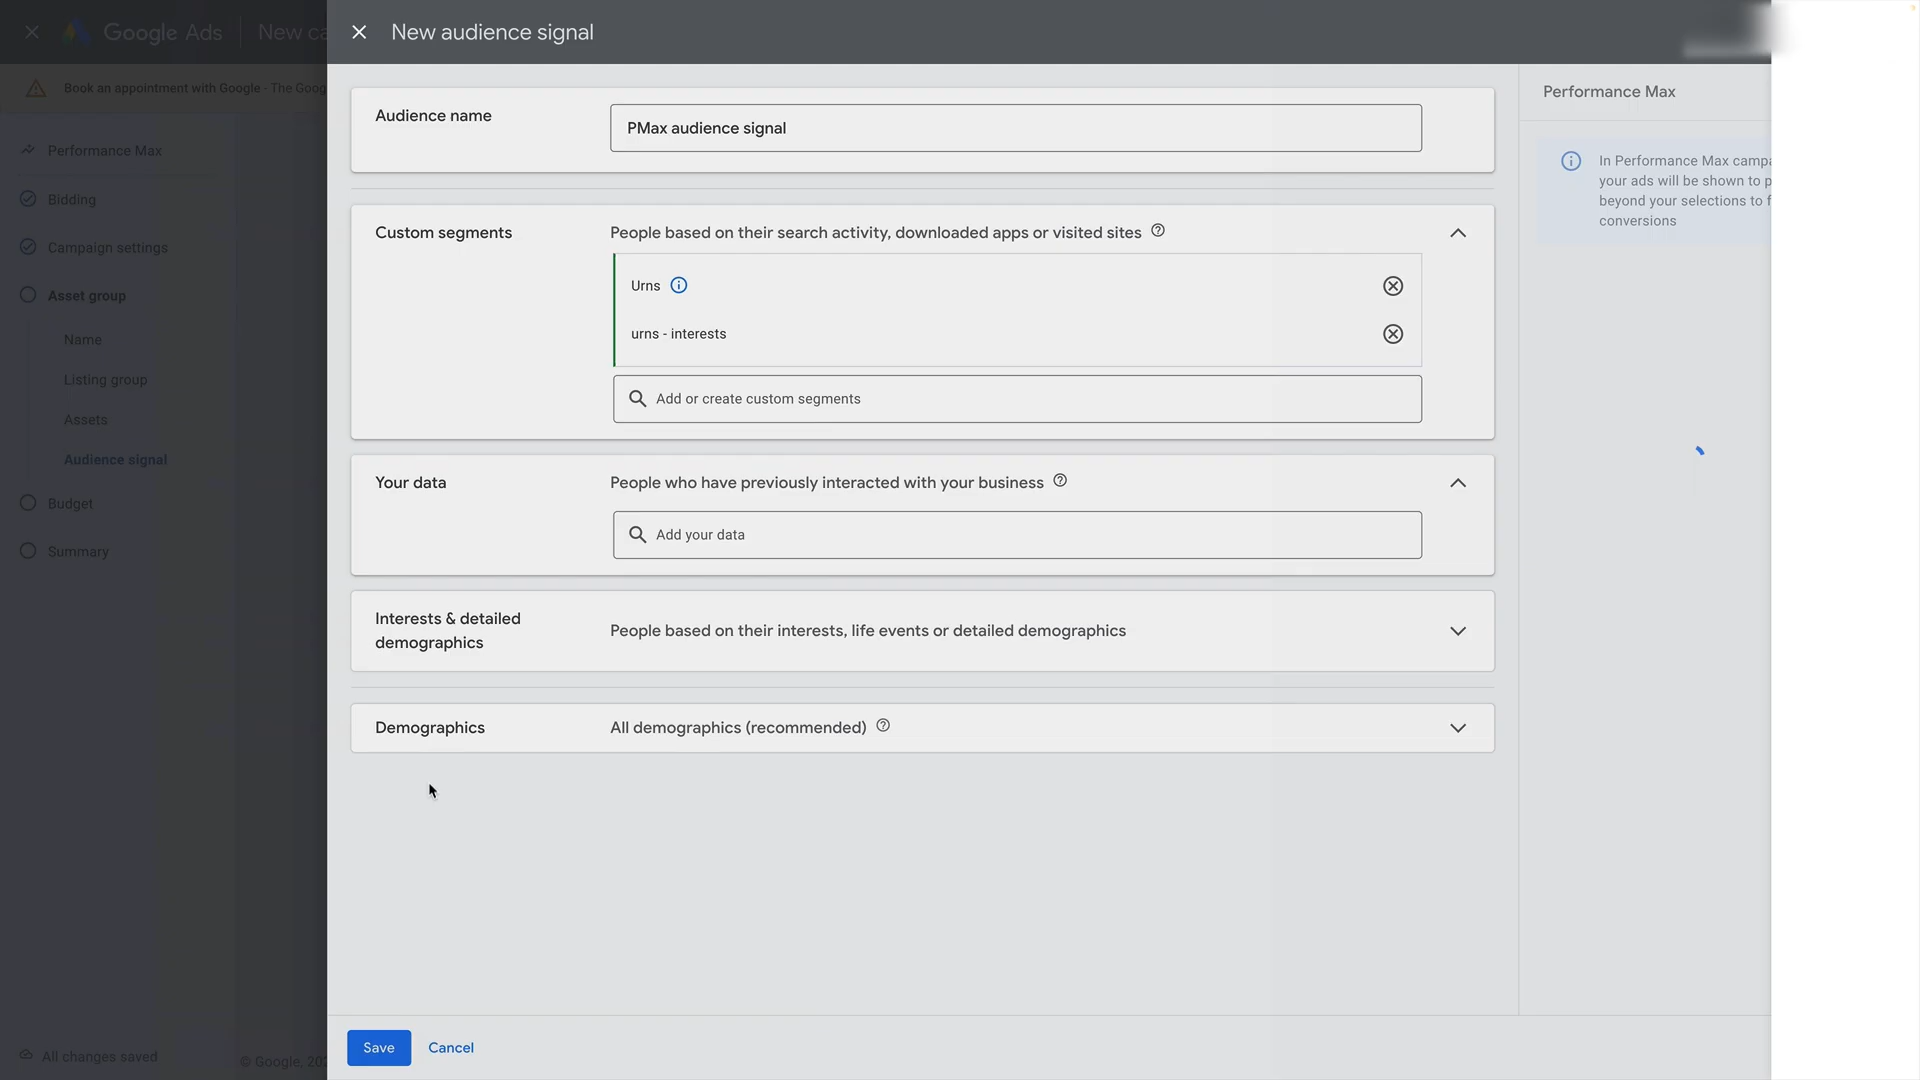 Google Ads
New ca
New audience signal
Book an appointment with Google - The Goog
Performance Max
Bidding
Campaign settings
Asset group
Name
Listing group
Assets
Audience signal
Budget
Summary
All changes saved
© Google, 202
Audience name
PMax audience signal
Custom segments
People based on their search activity, downloaded apps or visited sites
Urns
urns - interests
Add or create custom segments
Your data
People who have previously interacted with your business
Add your data
Interests & detailed
demographics
People based on their interests, life events or detailed demographics
Demographics
All demographics (recommended)
Save
Cancel
Performance Max
In Performance Max campa
your ads will be shown to p
beyond your selections to f
conversions